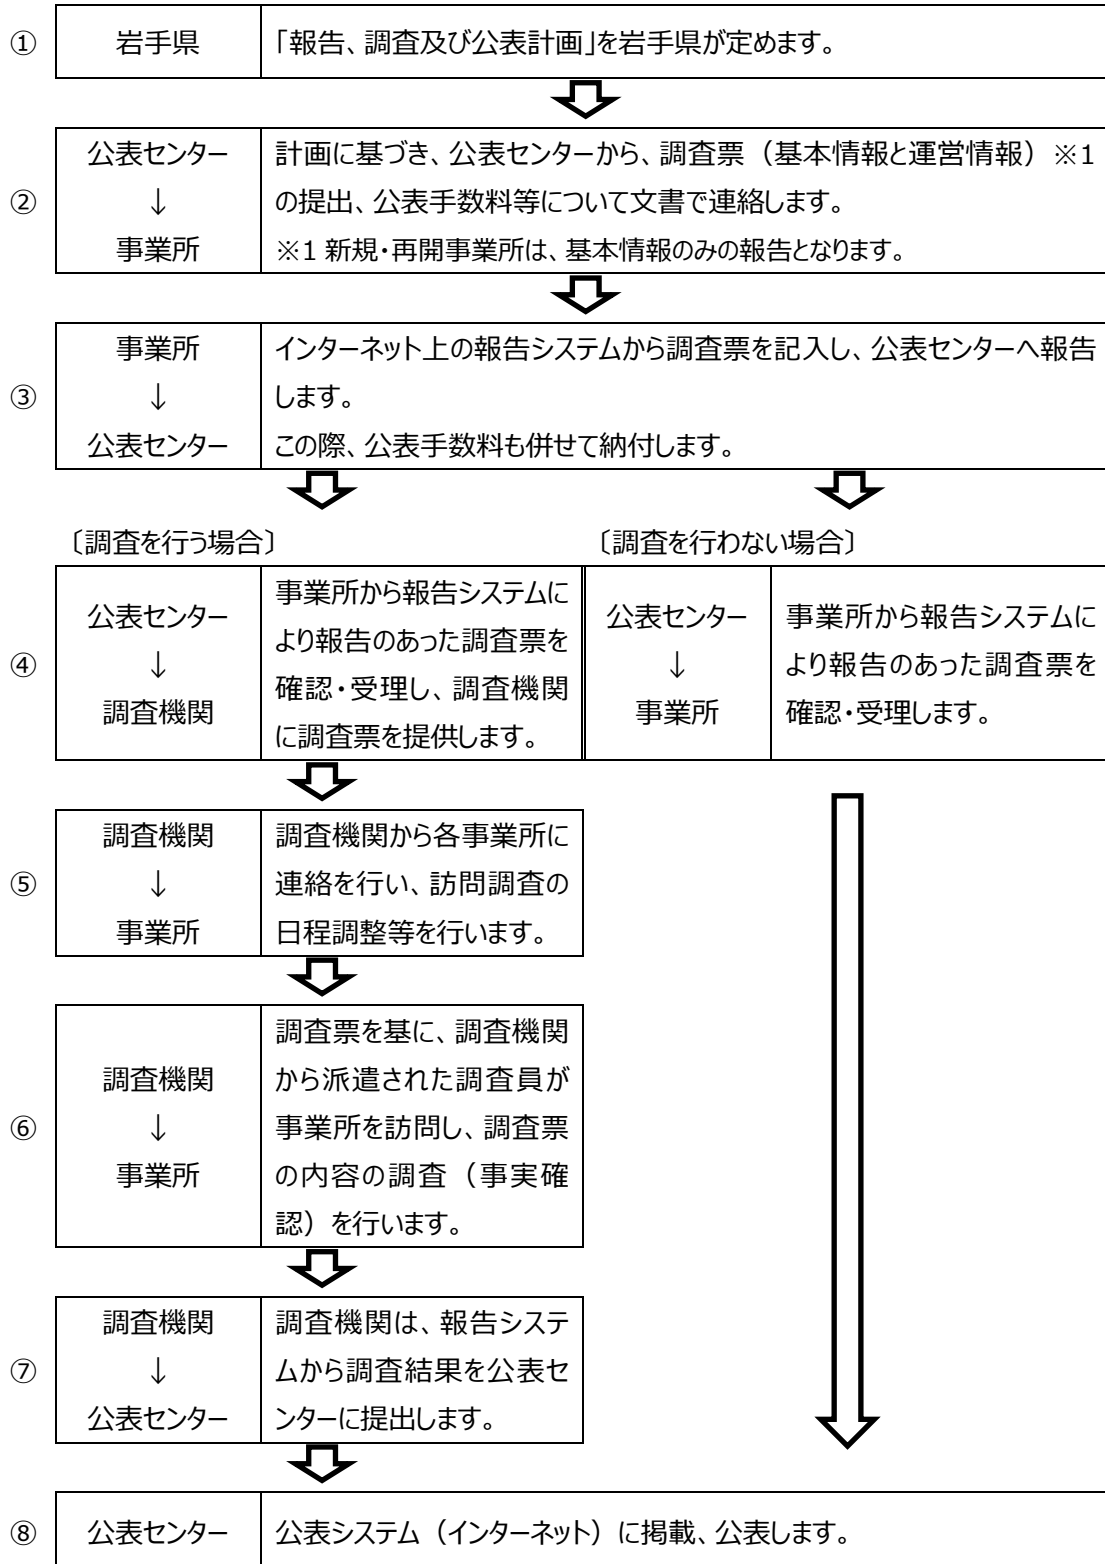 ①
岩手県
「報告、調査及び公表計画」を岩手県が定めます。
②
公表センター
↓
事業所
計画に基づき、公表センターから、調査票（基本情報と運営情報）※1
の提出、公表手数料等について文書で連絡します。
※1 新規・再開事業所は、基本情報のみの報告となります。
③
事業所
↓
公表センター
インターネット上の報告システムから調査票を記入し、公表センターへ報告
します。
この際、公表手数料も併せて納付します。
〔調査を行う場合〕
〔調査を行わない場合〕
④
公表センター
↓
調査機関
事業所から報告システムに
より報告のあった調査票を
確認・受理し、調査機関
に調査票を提供します。
公表センター
↓
事業所
事業所から報告システムに
より報告のあった調査票を
確認・受理します。
⑤
調査機関
↓
事業所
調査機関から各事業所に
連絡を行い、訪問調査の
日程調整等を行います。
⑥
調査機関
↓
事業所
調査票を基に、調査機関
から派遣された調査員が
事業所を訪問し、調査票
の内容の調査（事実確
認）を行います。
⑦
調査機関
↓
公表センター
調査機関は、報告システ
ムから調査結果を公表セ
ンターに提出します。
⑧
公表センター
公表システム（インターネット）に掲載、公表します。